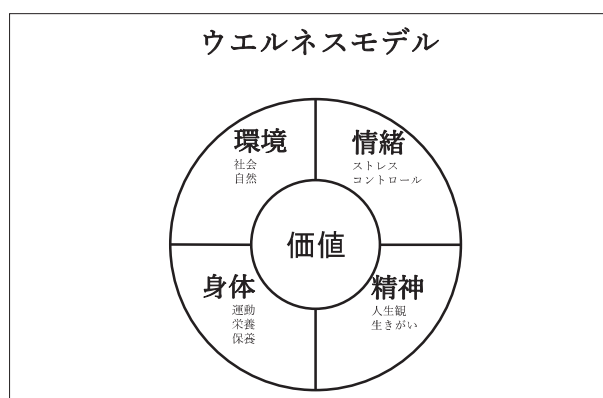 ウエルネスモデル
環境
社会
自然
情緒
ストレス
コントロール
価値
身体
運動
栄養
保養
精神
人生観
生きがい